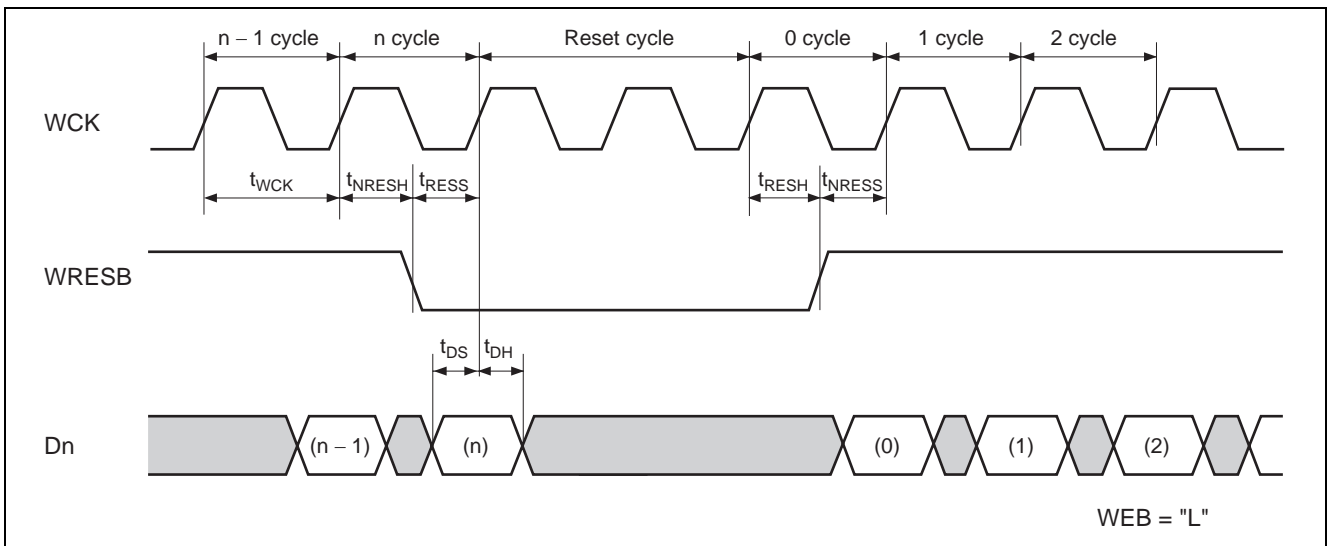 n – 1 cycle n cycle Reset cycle 0 cycle 1 cycle 2 cycle
WCK
tWCK tNRESH tRESS tRESH tNRESS
WRESB
tDS tDH
Dn (n – 1) (n) (0) (1) (2)
WEB = "L"